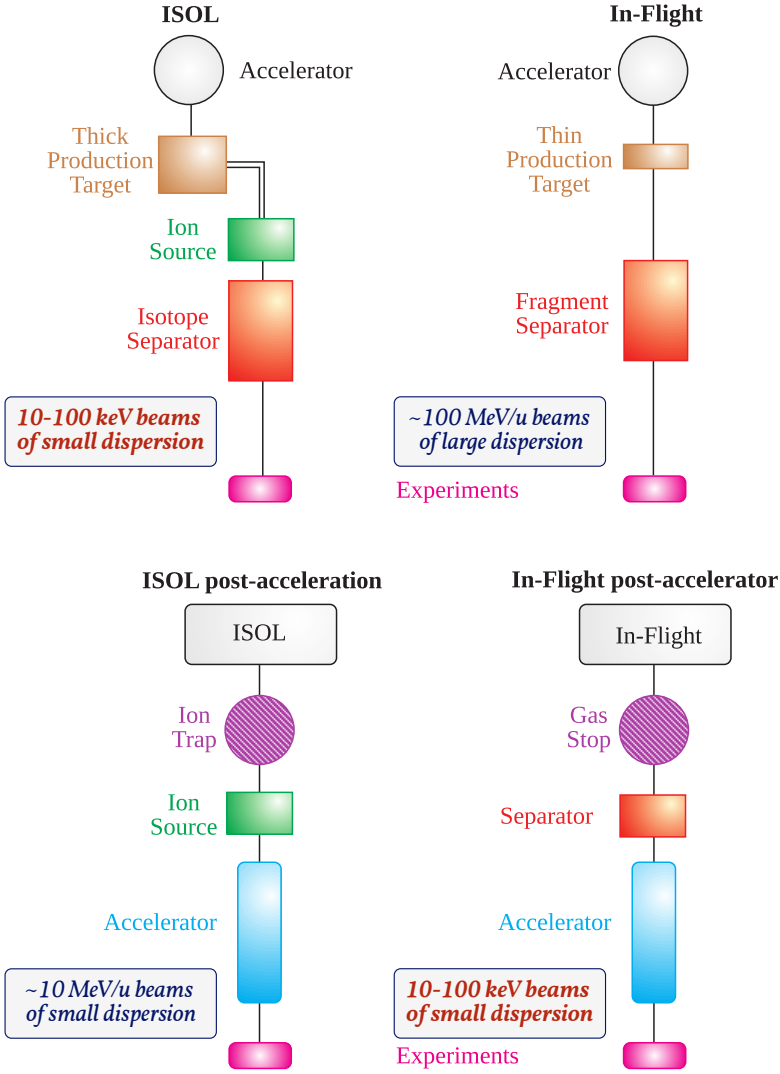 ISOL
Accelerator
Thick
Production
Target
Ion
Source
Isotope
Separator
10-100 keV beams
of small dispersion
In-Flight
Accelerator
Thin
Production
Target
Fragment
Separator
~100 MeV/u beams
of large dispersion
Experiments
ISOL post-acceleration
ISOL
Ion
Trap
Ion
Source
Accelerator
~10 MeV/u beams
of small dispersion
In-Flight post-accelerator
In-Flight
Gas
Stop
Separator
Accelerator
10-100 keV beams
of small dispersion
Experiments